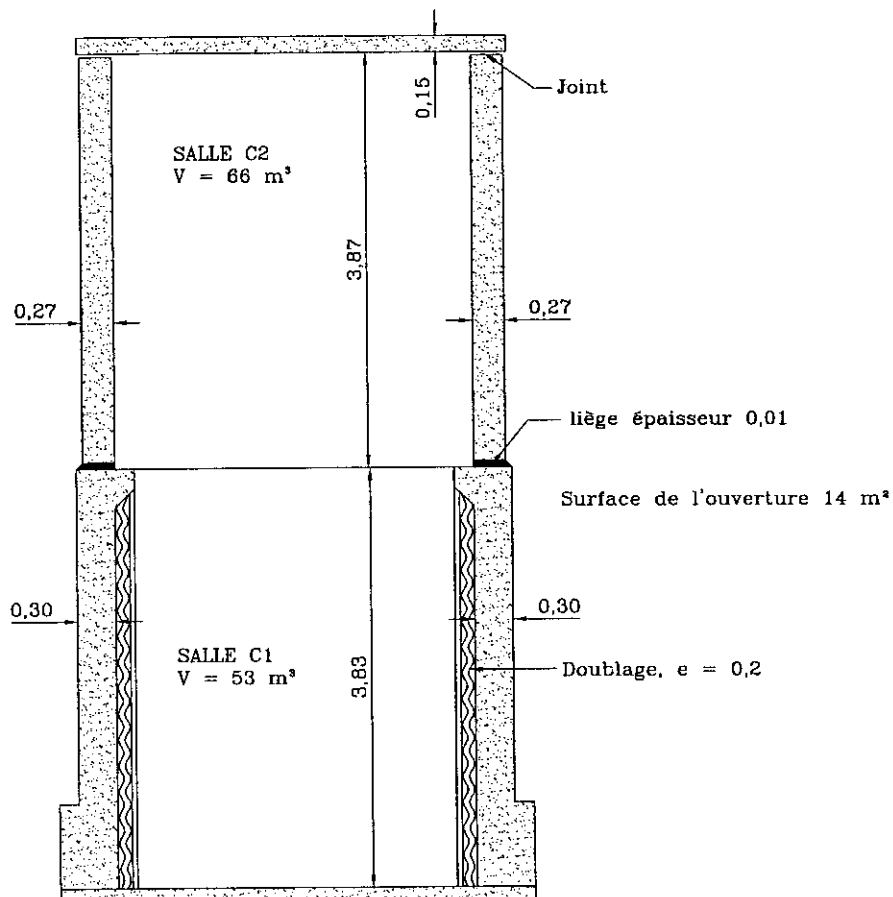 0,15
Joint
SALLE C2
V = 66 m³
3,87
0,27
0,27
liège épaisseur 0,01
Surface de l'ouverture 14 m²
0,30
0,30
SALLE C1
V = 53 m³
3,83
Doublage, e = 0,2